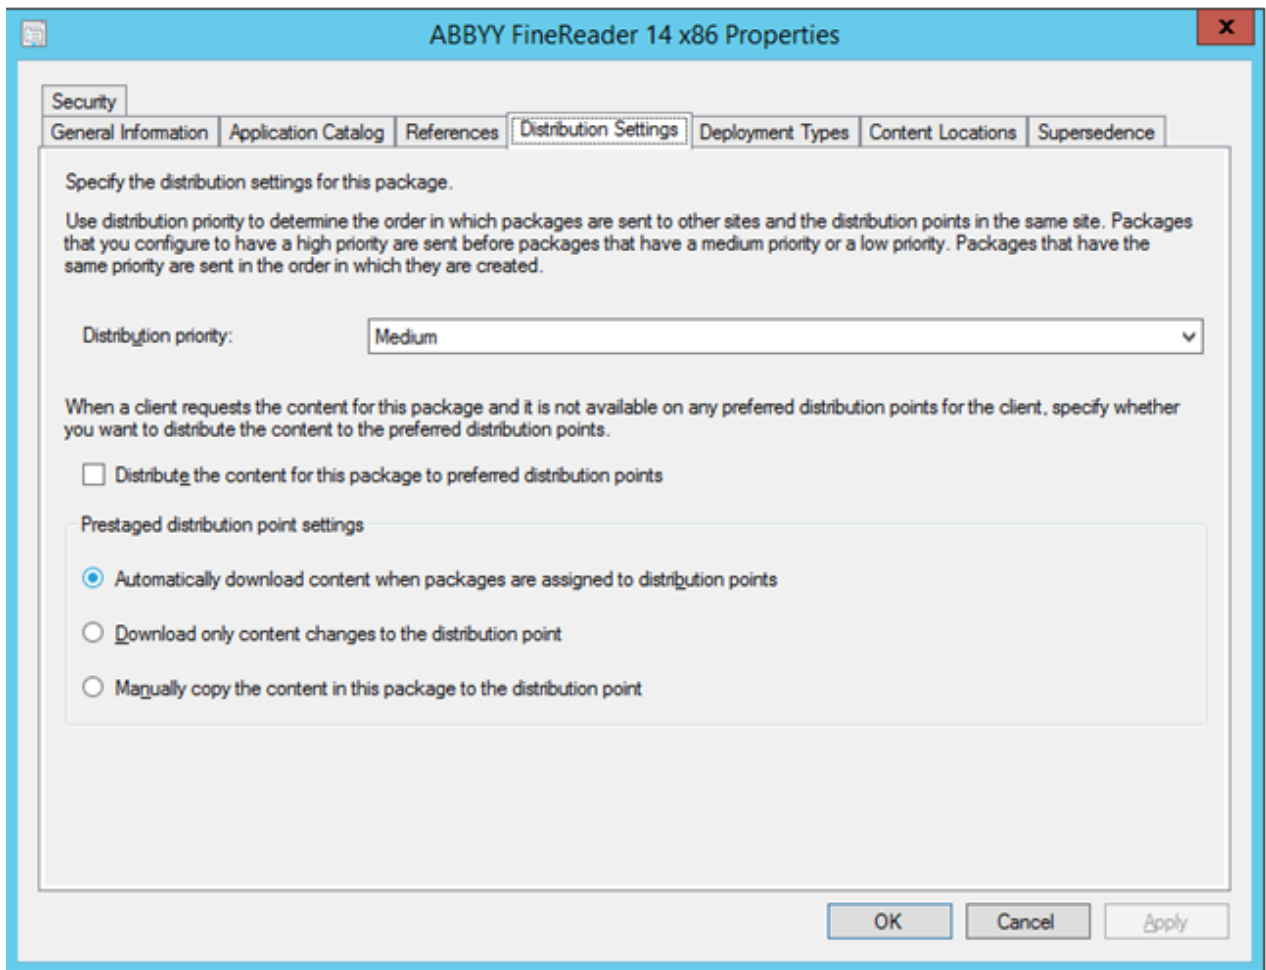 ABBYY FineReader 14 x86 Properties
x
Security
General Information
Application Catalog
References
Distribution Settings
Deployment Types
Content Locations
Supersedence
Specify the distribution settings for this package.
Use distribution priority to determine the order in which packages are sent to other sites and the distribution points in the same site. Packages
that you configure to have a high priority are sent before packages that have a medium priority or a low priority. Packages that have the
same priority are sent in the order in which they are created.
Distribution priority:
Medium
When a client requests the content for this package and it is not available on any preferred distribution points for the client, specify whether
you want to distribute the content to the preferred distribution points.
Distribute the content for this package to preferred distribution points
Prestaged distribution point settings
Automatically download content when packages are assigned to distribution points
Download only content changes to the distribution point
Manually copy the content in this package to the distribution point
OK
Cancel
Apply